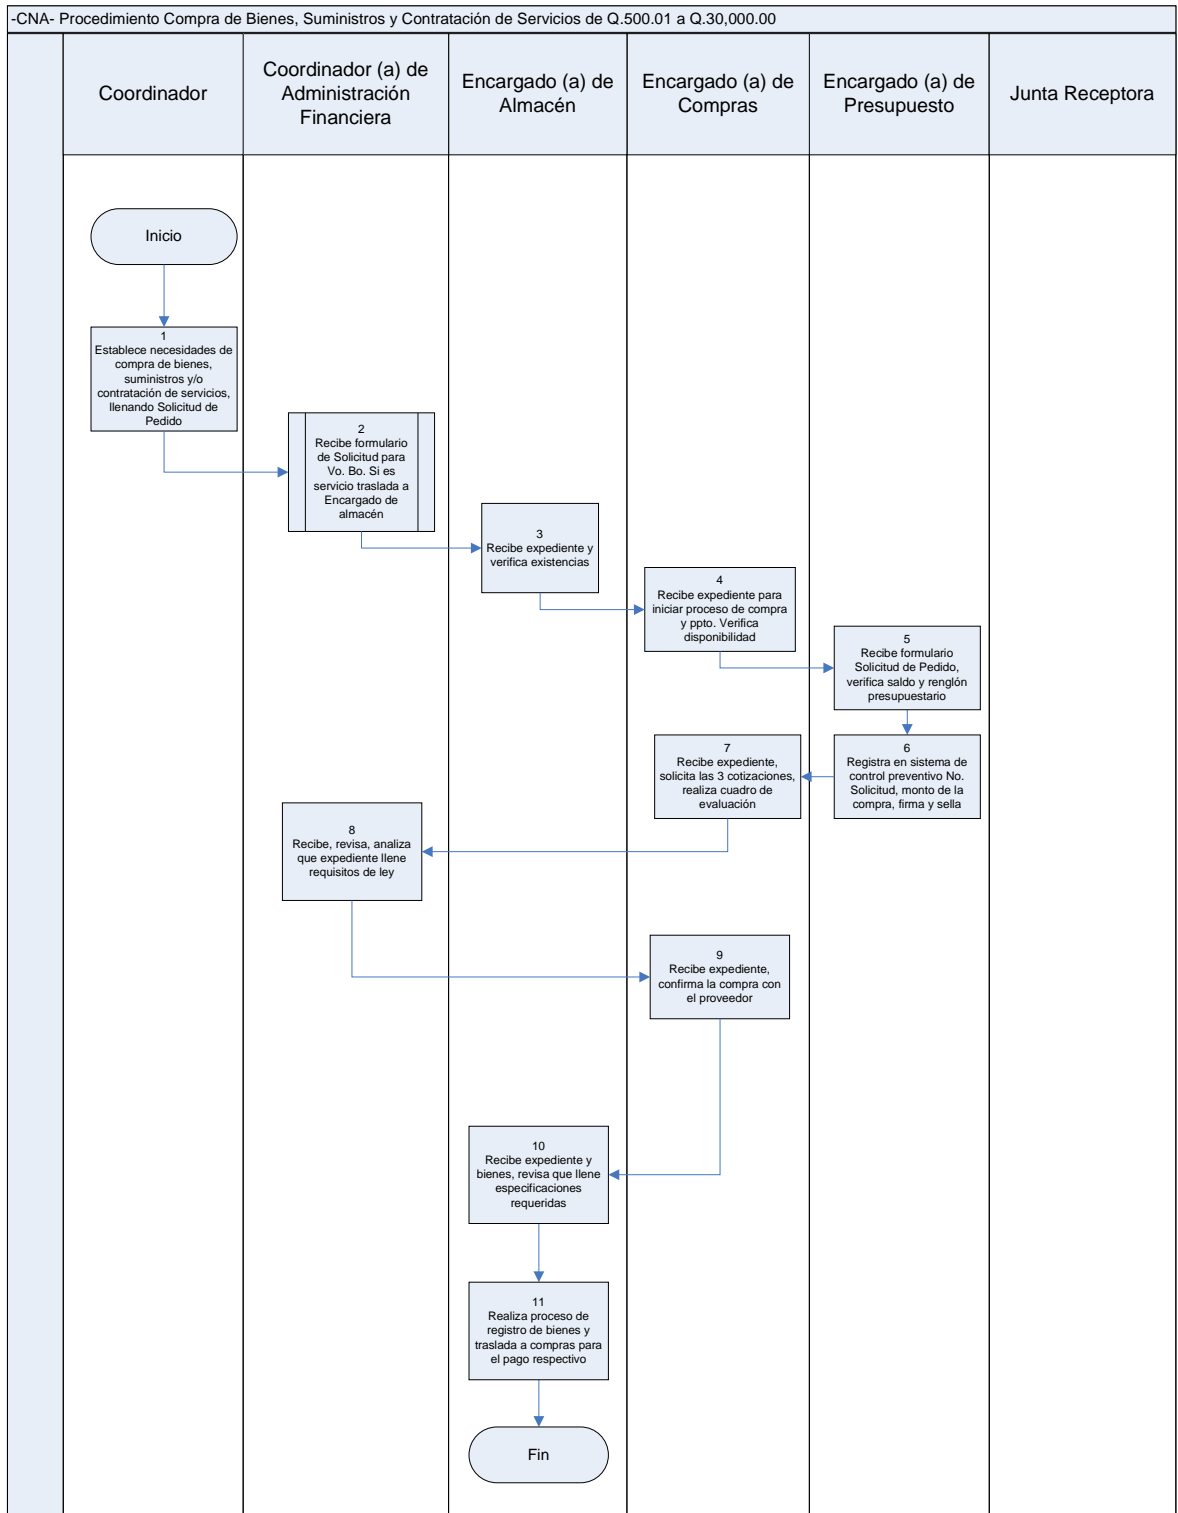 -CNA- Procedimiento Compra de Bienes, Suministros y Contratación de Servicios de Q.500.01 a Q.30,000.00
Coordinador
Coordinador (a) de
Administración
Financiera
Encargado (a) de
Almacén
Encargado (a) de
Compras
Encargado (a) de
Presupuesto
Junta Receptora
Inicio
1
Establece necesidades de
compra de bienes,
suministros y/o
contratación de servicios,
llenando Solicitud de
Pedido
2
Recibe formulario
de Solicitud para
Vo. Bo. Si es
servicio traslada a
Encargado de
almacén
3
Recibe expediente y
verifica existencias
4
Recibe expediente para
iniciar proceso de compra
y ppto. Verifica
disponibilidad
5
Recibe formulario
Solicitud de Pedido,
verifica saldo y renglón
presupuestario
6
Registra en sistema de
control preventivo No.
Solicitud, monto de la
compra, firma y sella
7
Recibe expediente,
solicita las 3 cotizaciones,
realiza cuadro de
evaluación
8
Recibe, revisa, analiza
que expediente llene
requisitos de ley
9
Recibe expediente,
confirma la compra con
el proveedor
10
Recibe expediente y
bienes, revisa que llene
especificaciones
requeridas
11
Realiza proceso de
registro de bienes y
traslada a compras para
el pago respectivo
Fin